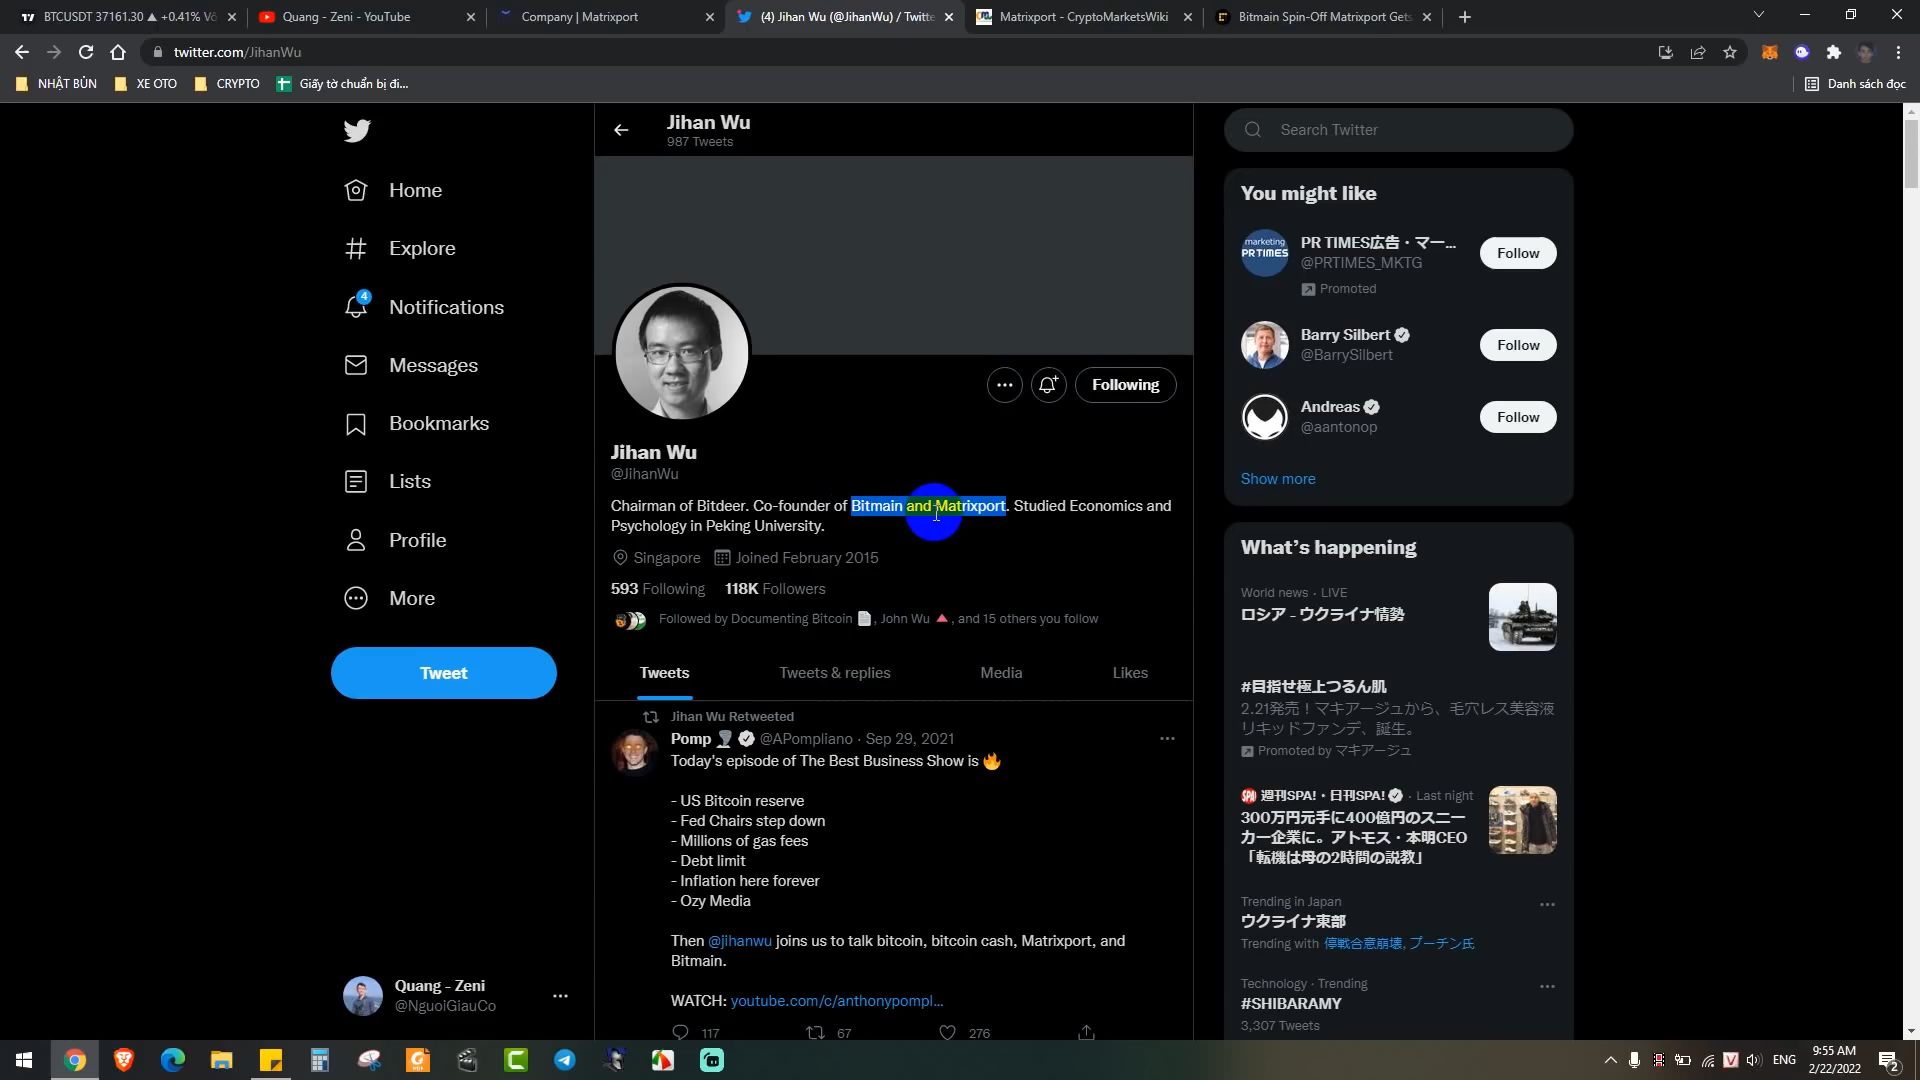 BTCUSDT 37161.30 ▲ +0.41% Vô
Quang - Zeni - YouTube
Company | Matrixport
(4) Jihan Wu (@JihanWu) / Twitte
Matrixport - CryptoMarketsWiki
Bitmain Spin-Off Matrixport Gets
twitter.com/JihanWu
NHẬT BỦN
XE OTO
CRYPTO
Giấy tờ chuẩn bị đi...
Danh sách đọc
Home
Explore
4
Notifications
Messages
Bookmarks
Lists
Profile
More
Tweet
Quang - Zeni
@NguoiGiauCo
Jihan Wu
987 Tweets
Following
Jihan Wu
@JihanWu
Chairman of Bitdeer. Co-founder of Bitmain and Matrixport. Studied Economics and
Psychology in Peking University.
Singapore Joined February 2015
593 Following 118K Followers
Followed by Documenting Bitcoin, John Wu, and 15 others you follow
Tweets
Tweets & replies
Media
Likes
Jihan Wu Retweeted
Pomp @APompliano · Sep 29, 2021
Today's episode of The Best Business Show is 🔥
- US Bitcoin reserve
- Fed Chairs step down
- Millions of gas fees
- Debt limit
- Inflation here forever
- Ozy Media
Then @jihanwu joins us to talk bitcoin, bitcoin cash, Matrixport, and
Bitmain.
WATCH: youtube.com/c/anthonypompl...
117
67
276
Search Twitter
You might like
marketing
PRTIMES
PR TIMES広告・マー...
@PRTIMES_MKTG
Promoted
Follow
Barry Silbert
@BarrySilbert
Follow
Andreas
@aantonop
Follow
Show more
What's happening
World news · LIVE
ロシア - ウクライナ情勢
#目指せ極上つるん肌
2.21発売！マキアージュから、毛穴レス美容液
リキッドファンデ、誕生。
Promoted by マキアージュ
SPA!
週刊SPA!・日刊SPA! · Last night
300万円元手に400億円のスニー
カー企業に。アトモス・本明CEO
「転機は母の2時間の説教」
Trending in Japan
ウクライナ東部
Trending with 停戦合意崩壊, プーチン氏
Technology · Trending
#SHIBARAMY
3,307 Tweets
ENG
9:55 AM
2/22/2022
2